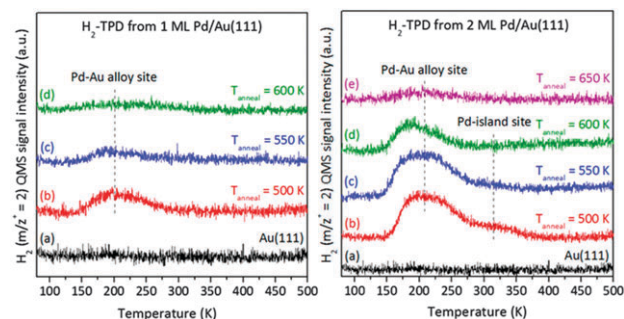 H2-TPD from 1 ML Pd/Au(111)
Pd-Au alloy site
(d)
Tanneal = 600 K
(c)
Tanneal = 550 K
(b)
Tanneal = 500 K
(a)
Au(111)
100 150 200 250 300 350 400 450 500
Temperature (K)
H2 (m/z+ = 2) QMS signal intensity (a.u.)
H2-TPD from 2 ML Pd/Au(111)
(e)
Tanneal = 650 K
Pd-Au alloy site
Pd-island site
(d)
Tanneal = 600 K
(c)
Tanneal = 550 K
(b)
Tanneal = 500 K
(a)
Au(111)
100 150 200 250 300 350 400 450 500
Temperature (K)
H2 (m/z+ = 2) QMS signal intensity (a.u.)